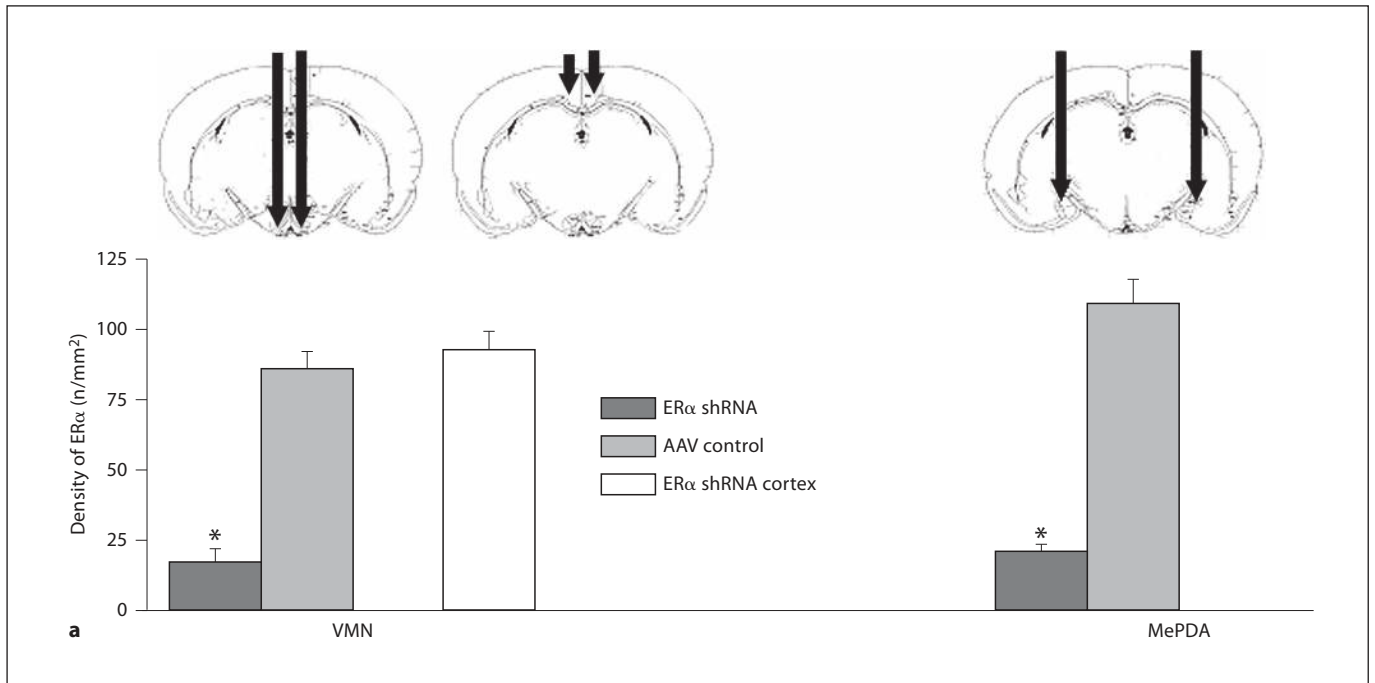 125
100
75
50
25
0
Density of ERα (n/mm²)
*
*
ERα shRNA
AAV control
ERα shRNA cortex
a
VMN
MePDA